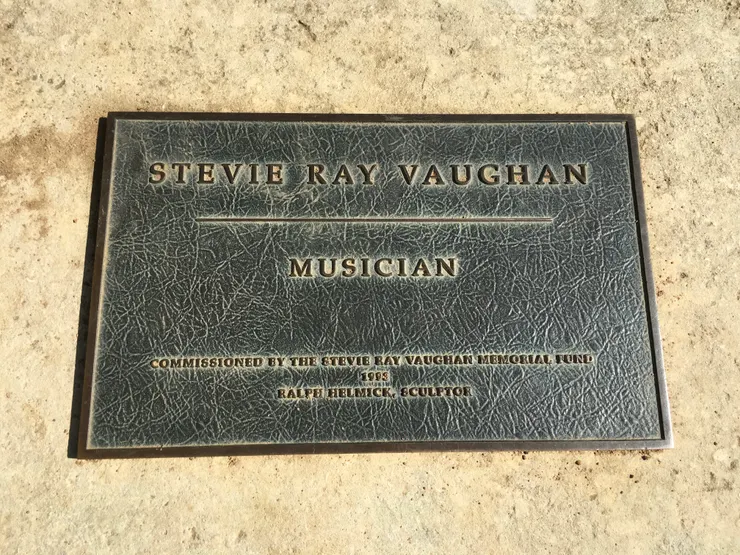 STEVIE RAY VAUGHAN
MUSICIAN
COMMISSIONED BY THE STEVIE RAY VAUGHAN MEMORIAL FUND
1993
RALPH HELMICK, SCULPTOR